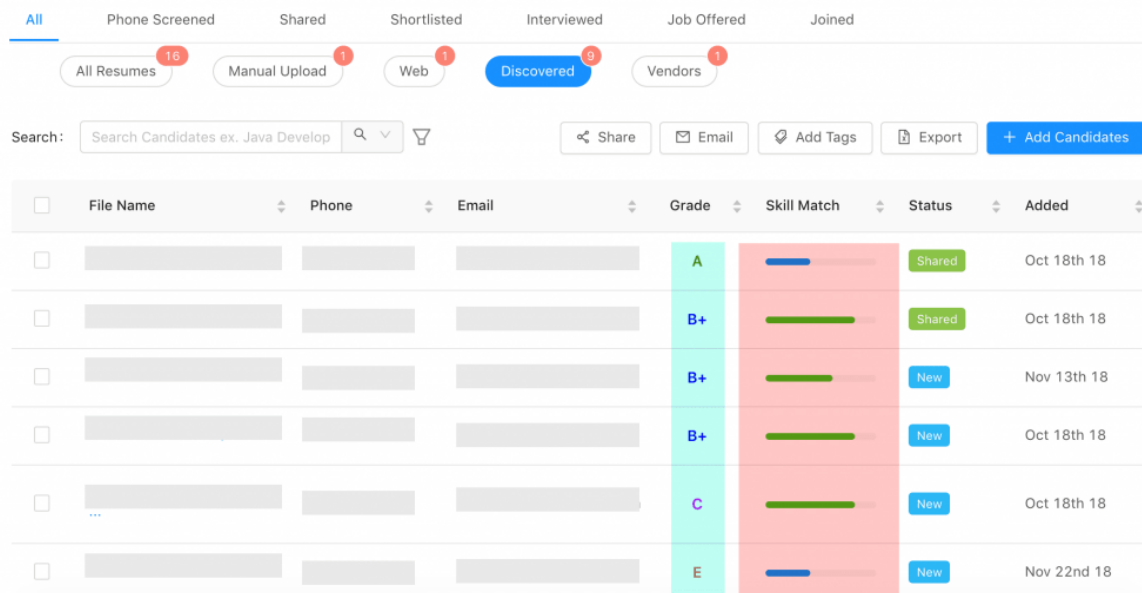 All Phone Screened Shared Shortlisted Interviewed Job Offered Joined
All Resumes 16 Manual Upload 1 Web 1 Discovered 9 Vendors 1
Search: Search Candidates ex. Java Develop Share Email Add Tags Export + Add Candidates
File Name Phone Email Grade Skill Match Status Added
A Shared Oct 18th 18
B+ Shared Oct 18th 18
B+ New Nov 13th 18
B+ New Oct 18th 18
... C New Oct 18th 18
E New Nov 22nd 18